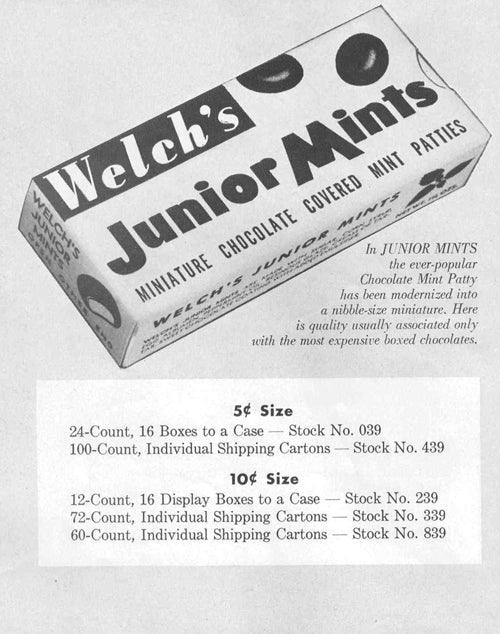 Welch's
Junior Mints
MINIATURE CHOCOLATE COVERED MINT PATTIES
WELCH'S JUNIOR MINTS
NET WT.
WELCH'S
JUNIOR
MINTS
In JUNIOR MINTS
the ever-popular
Chocolate Mint Patty
has been modernized into
a nibble-size miniature. Here
is quality usually associated only
with the most expensive boxed chocolates.
5¢ Size
24-Count, 16 Boxes to a Case — Stock No. 039
100-Count, Individual Shipping Cartons — Stock No. 439
10¢ Size
12-Count, 16 Display Boxes to a Case — Stock No. 239
72-Count, Individual Shipping Cartons — Stock No. 339
60-Count, Individual Shipping Cartons — Stock No. 839